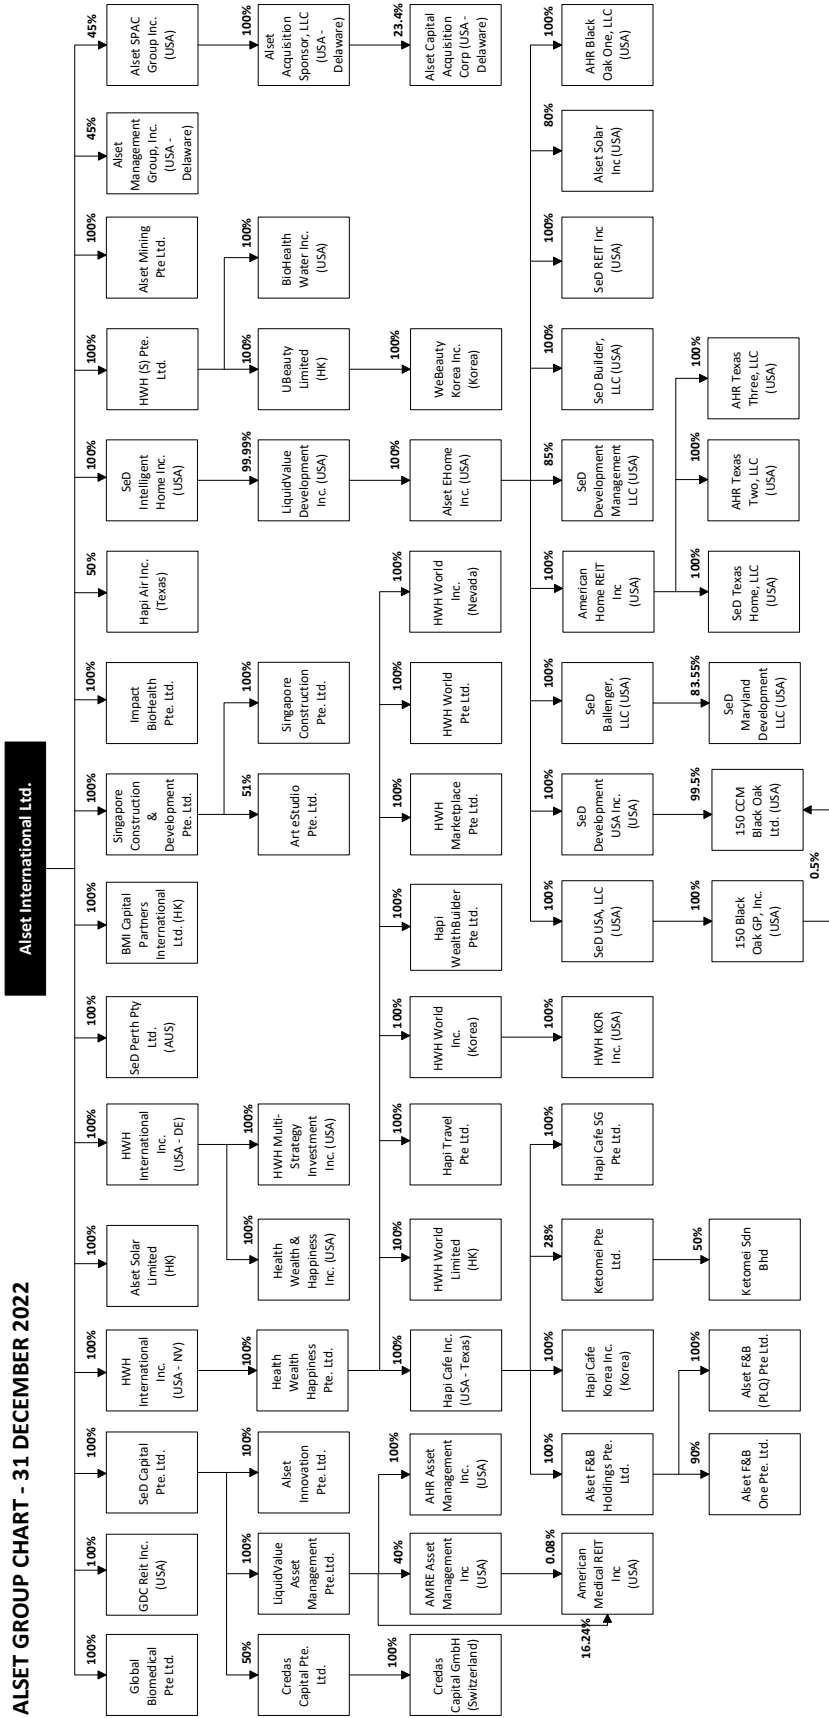 ALSET GROUP CHART - 31 DECEMBER 2022
Alset International Ltd.
100%
Global
Biomedical
Pte Ltd.
100%
GDC Reit Inc.
(USA)
100%
SeD Capital
Pte. Ltd.
100%
HWH
International
Inc.
(USA - NV)
100%
Alset Solar
Limited
(HK)
100%
HWH
International
Inc.
(USA - DE)
100%
SeD Perth Pty
Ltd.
(AUS)
100%
BMI Capital
Partners
International
Ltd. (HK)
100%
Singapore
Construction
&
Development
Pte. Ltd.
100%
Impact
BioHealth
Pte. Ltd.
50%
Hapi Air Inc.
(Texas)
100%
SeD
Intelligent
Home Inc.
(USA)
100%
HWH (S) Pte.
Ltd.
100%
Alset Mining
Pte Ltd.
45%
Alset
Management
Group, Inc.
(USA -
Delaware)
45%
Alset SPAC
Group Inc.
(USA)
50%
Credas
Capital Pte.
Ltd.
100%
LiquidValue
Asset
Management
Pte.Ltd.
100%
Alset
Innovation
Pte. Ltd.
100%
Health
Wealth
Happiness
Pte. Ltd.
100%
Health
Wealth &
Happiness
Inc. (USA)
100%
HWH Multi-
Strategy
Investment
Inc. (USA)
51%
Art eStudio
Pte. Ltd.
100%
Singapore
Construction
Pte. Ltd.
99.99%
LiquidValue
Development
Inc. (USA)
100%
UBeauty
Limited
(HK)
100%
BioHealth
Water Inc.
(USA)
100%
Alset
Acquisition
Sponsor, LLC
(USA -
Delaware)
100%
Credas
Capital GmbH
(Switzerland)
40%
AMRE Asset
Management
Inc
(USA)
100%
AHR Asset
Management
Inc.
(USA)
100%
Hapi Cafe Inc.
(USA - Texas)
100%
HWH World
Limited
(HK)
100%
Hapi Travel
Pte Ltd.
100%
HWH World
Inc.
(Korea)
100%
Hapi
WealthBuilder
Pte Ltd.
100%
HWH
Marketplace
Pte Ltd.
100%
HWH World
Pte Ltd.
100%
HWH World
Inc.
(Nevada)
100%
Alset EHome
Inc. (USA)
100%
WeBeauty
Korea Inc.
(Korea)
23.4%
Alset Capital
Acquisition
Corp (USA -
Delaware)
16.24%
0.08%
American
Medical REIT
Inc
(USA)
100%
Alset F&B
Holdings Pte.
Ltd.
100%
Hapi Cafe
Korea Inc.
(Korea)
28%
Ketomei Pte
Ltd.
100%
Hapi Cafe SG
Pte Ltd.
100%
HWH KOR
Inc. (USA)
100%
SeD USA, LLC
(USA)
100%
SeD
Development
USA Inc.
(USA)
100%
SeD
Ballenger,
LLC (USA)
100%
American
Home REIT
Inc
(USA)
85%
SeD
Development
Management
LLC (USA)
100%
SeD Builder,
LLC (USA)
100%
SeD REIT Inc
(USA)
80%
Alset Solar
Inc (USA)
100%
AHR Black
Oak One, LLC
(USA)
90%
Alset F&B
One Pte. Ltd.
100%
Alset F&B
(PLQ) Pte Ltd.
50%
Ketomei Sdn
Bhd
100%
150 Black
Oak GP, Inc.
(USA)
99.5%
150 CCM
Black Oak
Ltd. (USA)
83.55%
SeD
Maryland
Development
LLC (USA)
100%
SeD Texas
Home, LLC
(USA)
100%
AHR Texas
Two, LLC
(USA)
100%
AHR Texas
Three, LLC
(USA)
0.5%